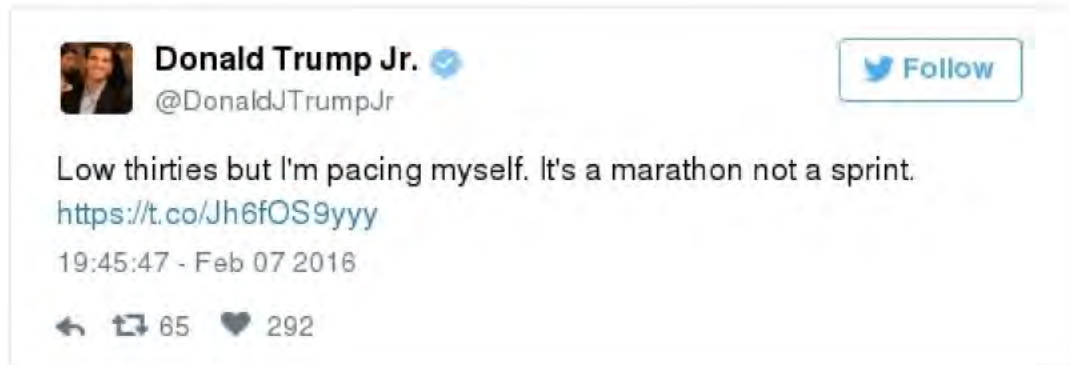 Donald Trump Jr.
Follow
@DonaldJTrumpJr
Low thirties but I'm pacing myself. It's a marathon not a sprint.
https://t.co/Jh6fOS9yyy
19:45:47 - Feb 07 2016
65 292